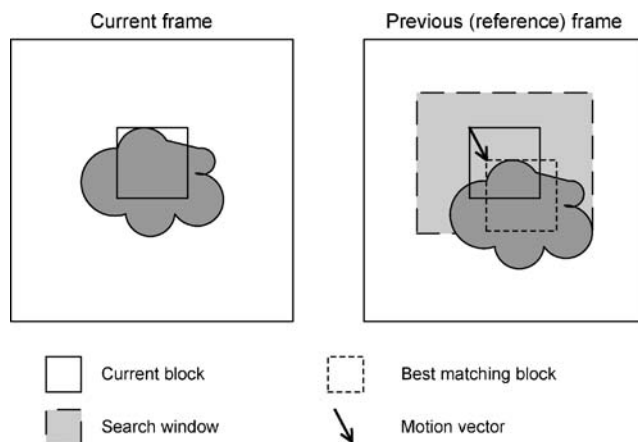 Current frame
Previous (reference) frame
Current block
Best matching block
Search window
Motion vector